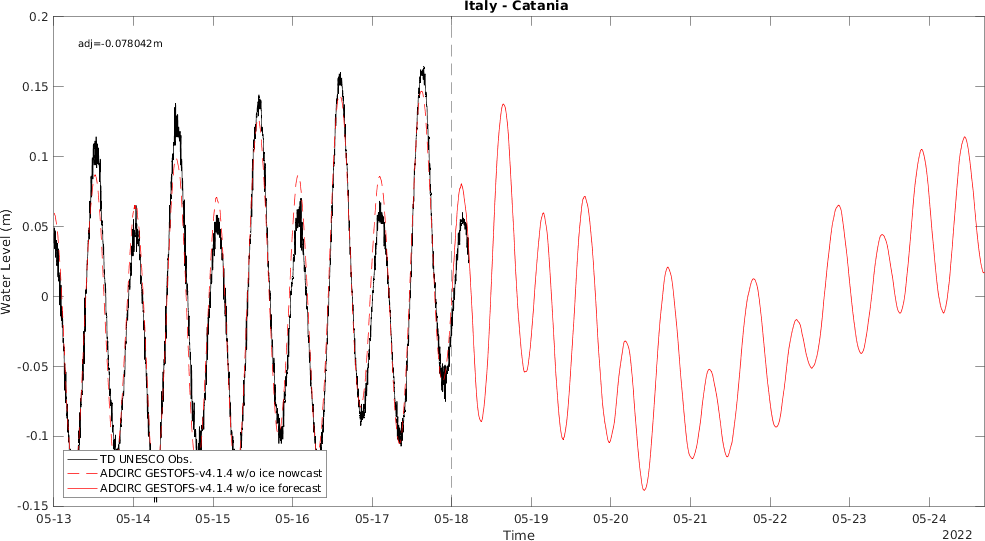 Italy - Catania
adj=-0.078042m
0.2
0.15
0.1
0.05
0
-0.05
-0.1
-0.15
Water Level (m)
TD UNESCO Obs.
ADCIRC GESTOFS-v4.1.4 w/o ice nowcast
ADCIRC GESTOFS-v4.1.4 w/o ice forecast
05-13 05-14 05-15 05-16 05-17 05-18 05-19 05-20 05-21 05-22 05-23 05-24
Time
2022